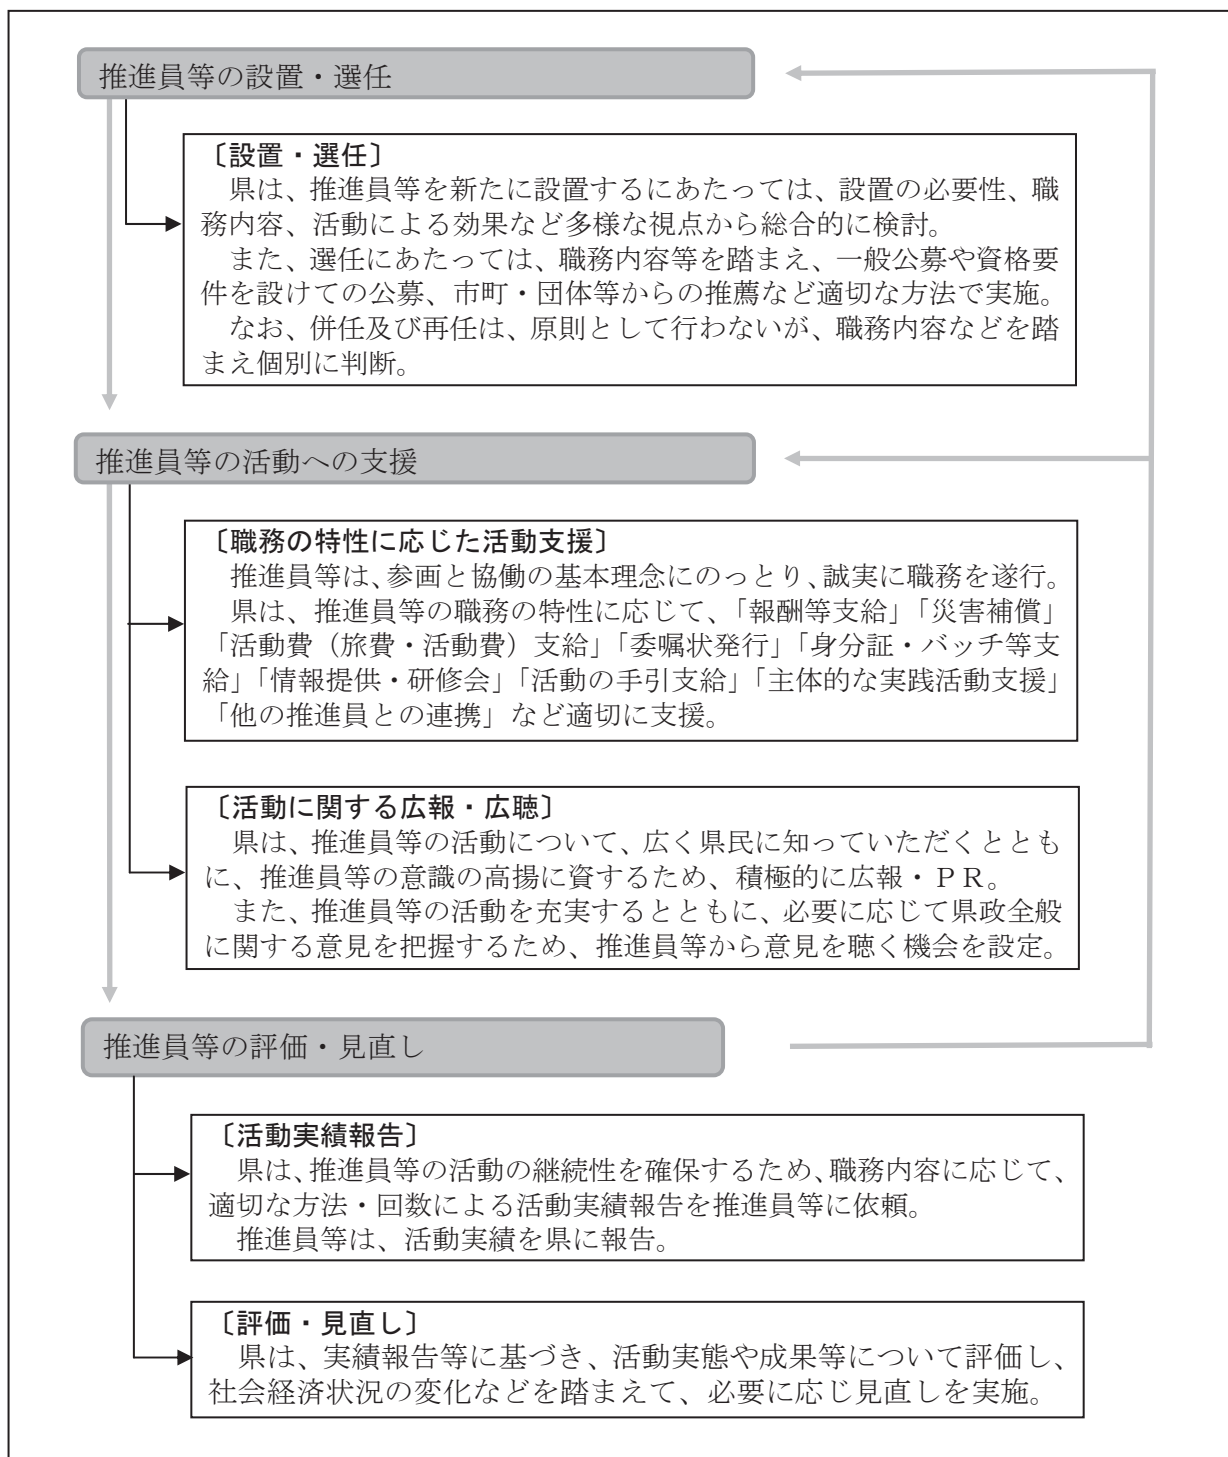 推進員等の設置・選任
〔設置・選任〕
県は、推進員等を新たに設置するにあたっては、設置の必要性、職
務内容、活動による効果など多様な視点から総合的に検討。
また、選任にあたっては、職務内容等を踏まえ、一般公募や資格要
件を設けての公募、市町・団体等からの推薦など適切な方法で実施。
なお、併任及び再任は、原則として行わないが、職務内容などを踏
まえ個別に判断。
推進員等の活動への支援
〔職務の特性に応じた活動支援〕
推進員等は、参画と協働の基本理念にのっとり、誠実に職務を遂行。
県は、推進員等の職務の特性に応じて、「報酬等支給」「災害補償」
「活動費（旅費・活動費）支給」「委嘱状発行」「身分証・バッチ等支
給」「情報提供・研修会」「活動の手引支給」「主体的な実践活動支援」
「他の推進員との連携」など適切に支援。
〔活動に関する広報・広聴〕
県は、推進員等の活動について、広く県民に知っていただくととも
に、推進員等の意識の高揚に資するため、積極的に広報・ＰＲ。
また、推進員等の活動を充実するとともに、必要に応じて県政全般
に関する意見を把握するため、推進員等から意見を聴く機会を設定。
推進員等の評価・見直し
〔活動実績報告〕
県は、推進員等の活動の継続性を確保するため、職務内容に応じて、
適切な方法・回数による活動実績報告を推進員等に依頼。
推進員等は、活動実績を県に報告。
〔評価・見直し〕
県は、実績報告等に基づき、活動実態や成果等について評価し、
社会経済状況の変化などを踏まえて、必要に応じ見直しを実施。